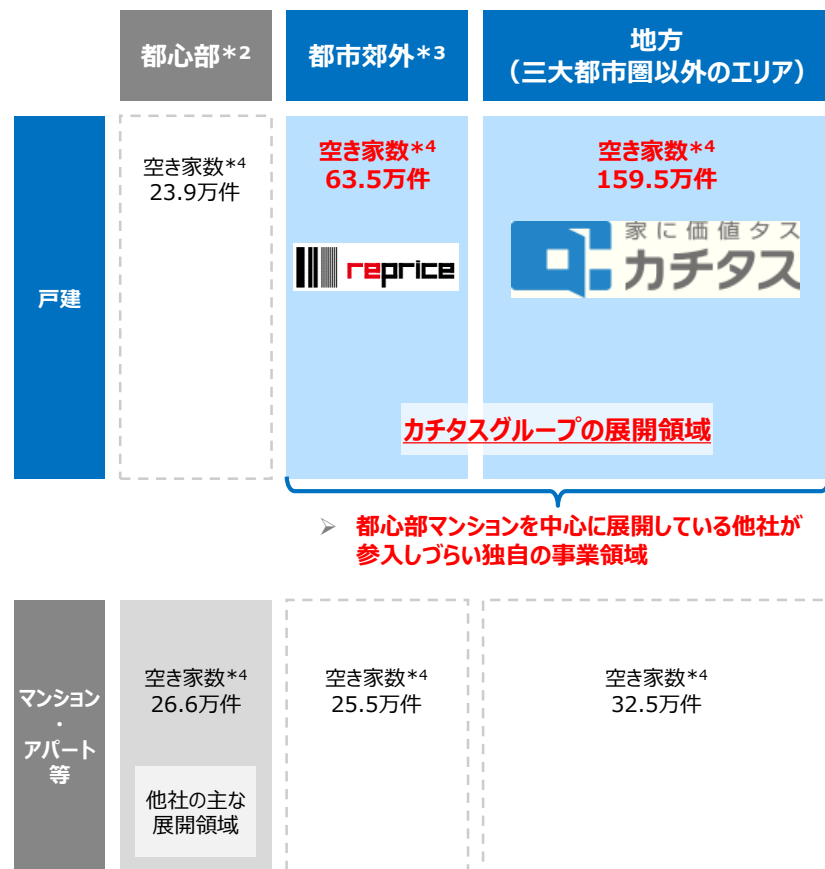 都心部*2
都市郊外*3
地方
（三大都市圏以外のエリア）
戸建
空き家数*4
23.9万件
空き家数*4
63.5万件
reprice
空き家数*4
159.5万件
家に価値タス
カチタス
カチタスグループの展開領域
➢ 都心部マンションを中心に展開している他社が
参入しづらい独自の事業領域
マンション
・
アパート
等
空き家数*4
26.6万件
他社の主な
展開領域
空き家数*4
25.5万件
空き家数*4
32.5万件